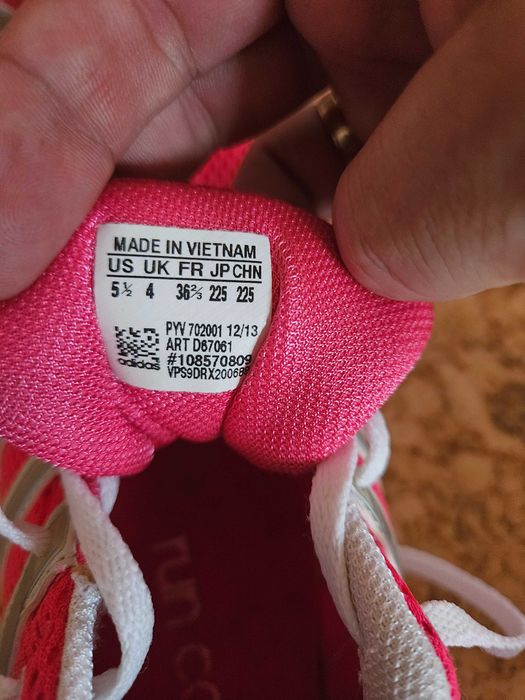 MADE IN VIETNAM
US UK FR JP CHN
5½ 4 36⅔ 225 225
PYV 702001 12/13
ART D67061
#108570809
adidas
run